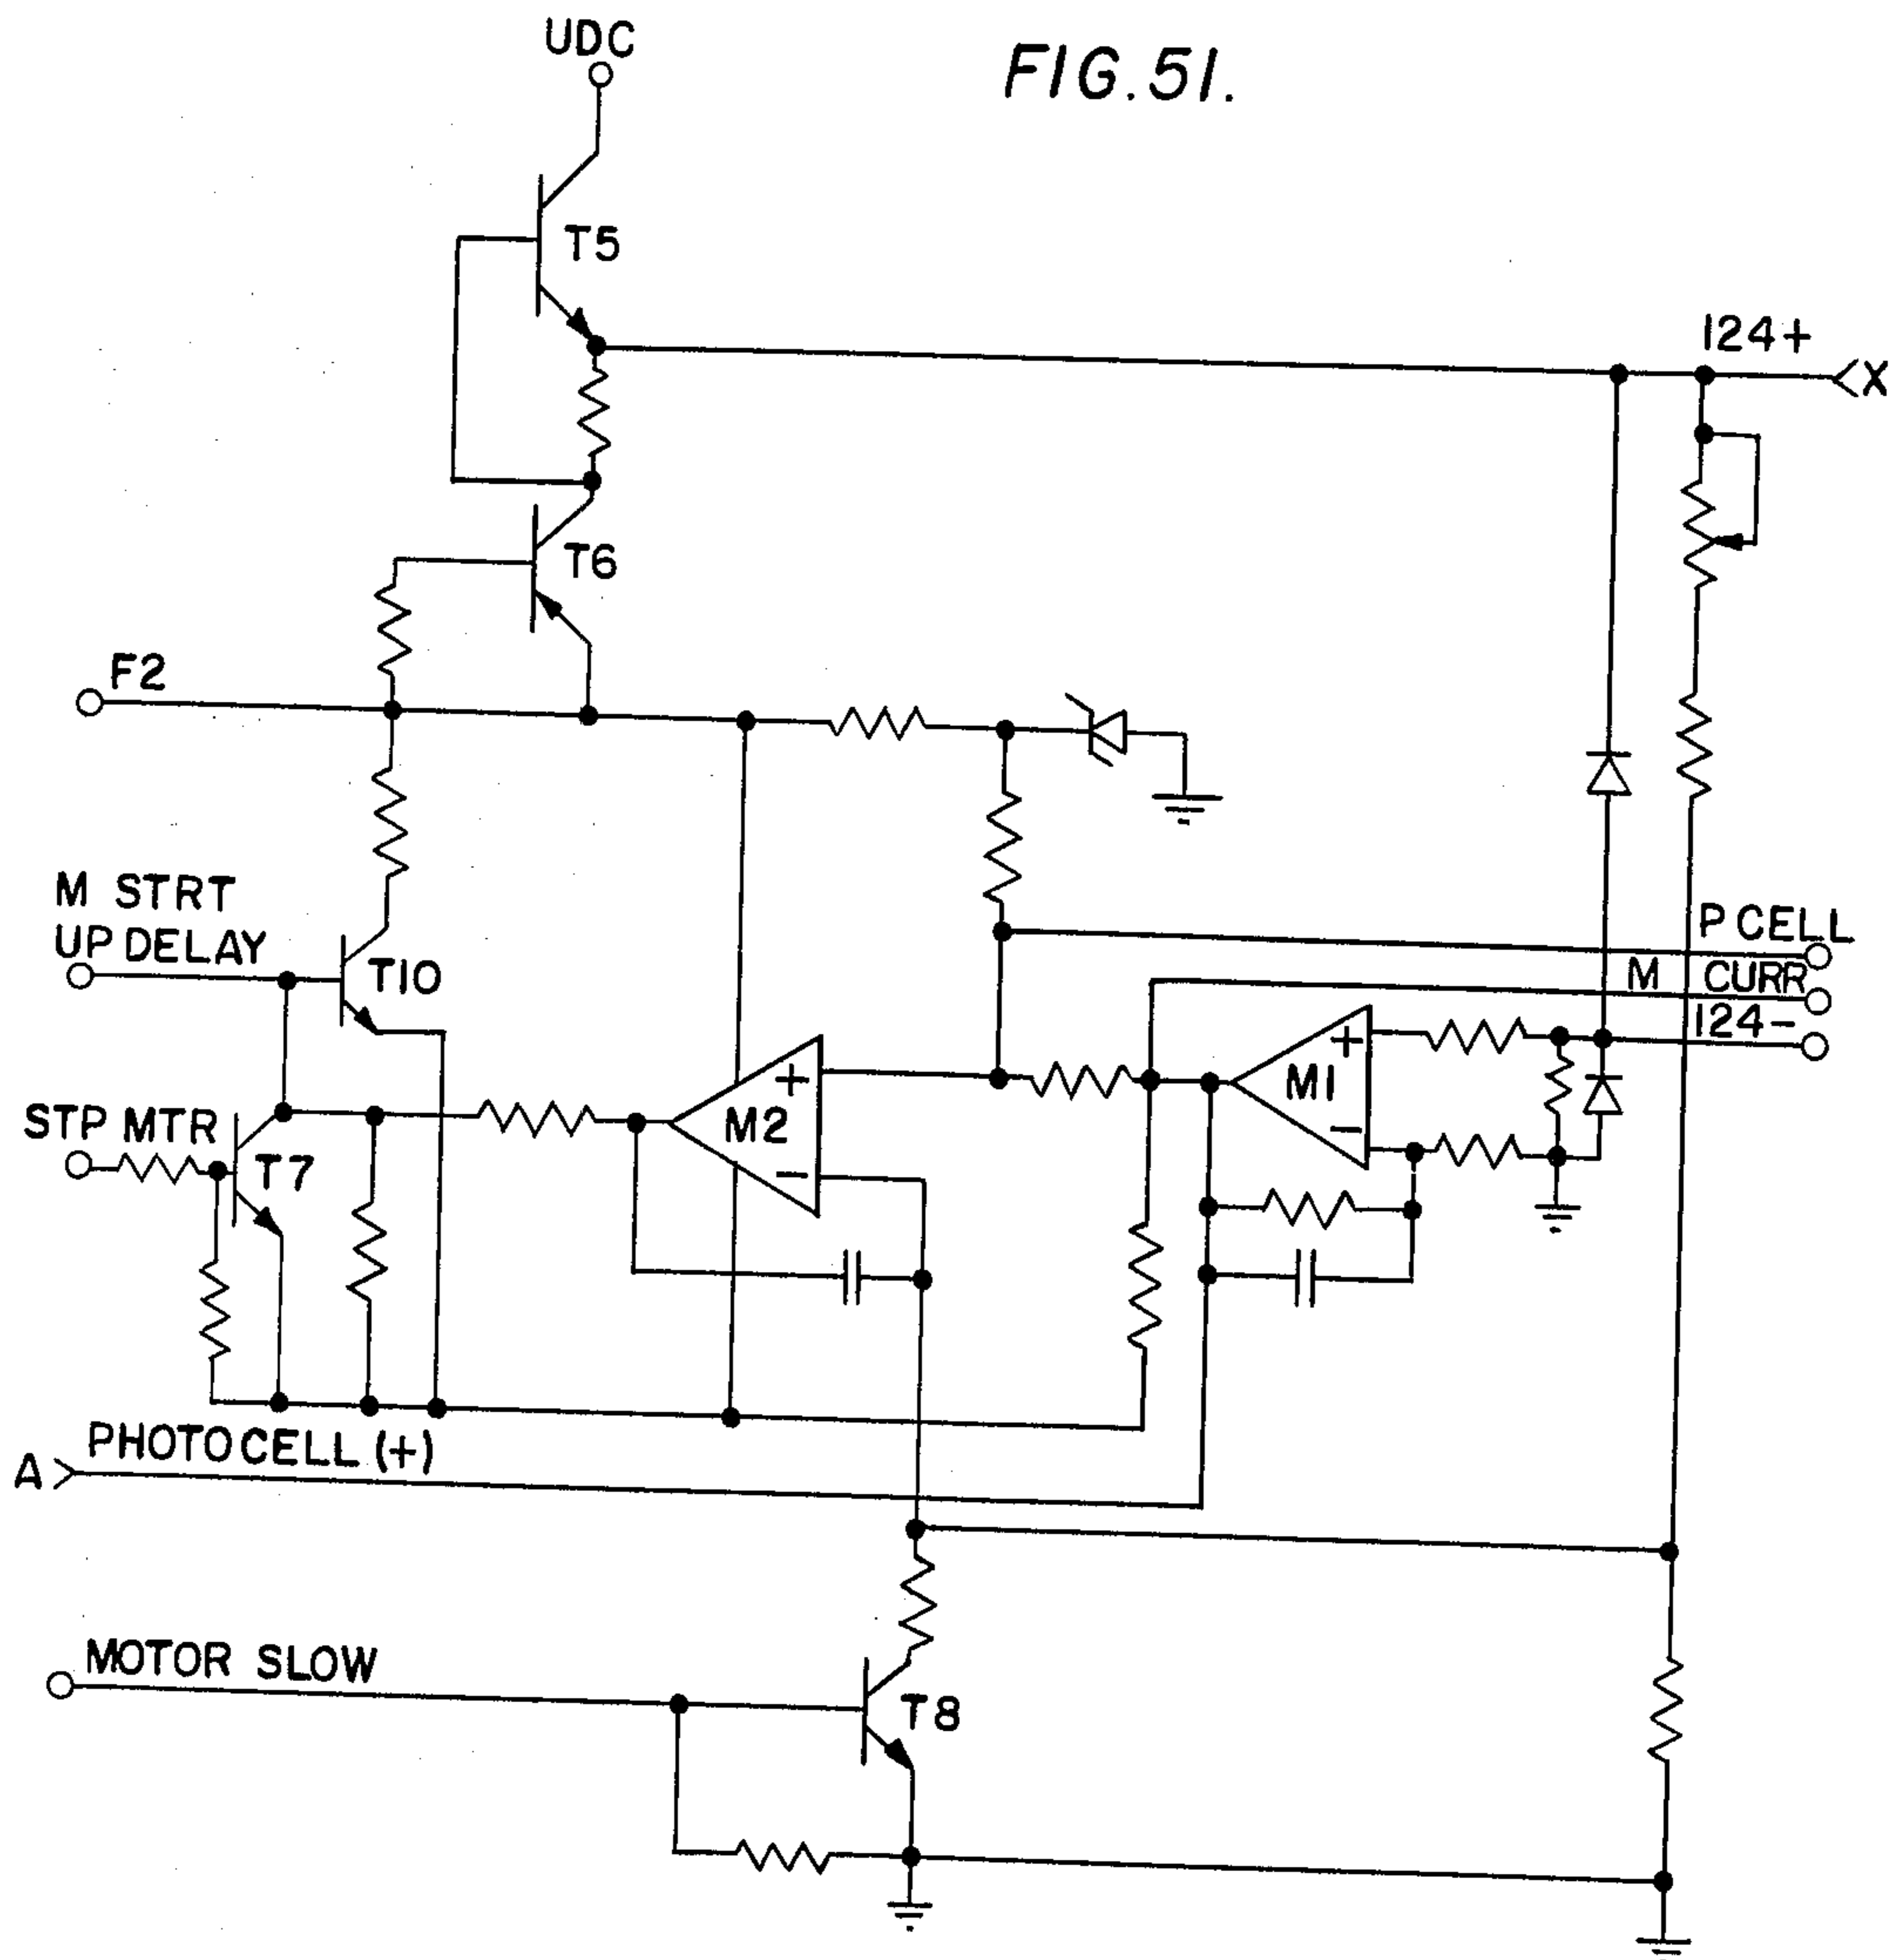 UDC
FIG. 51.
T5
124+
X
T6
F2
M STRT
UP DELAY
T10
P CELL
M CURR
124-
+
M1
-
+
M2
-
STP MTR
T7
PHOTOCELL (+)
A
MOTOR SLOW
T8